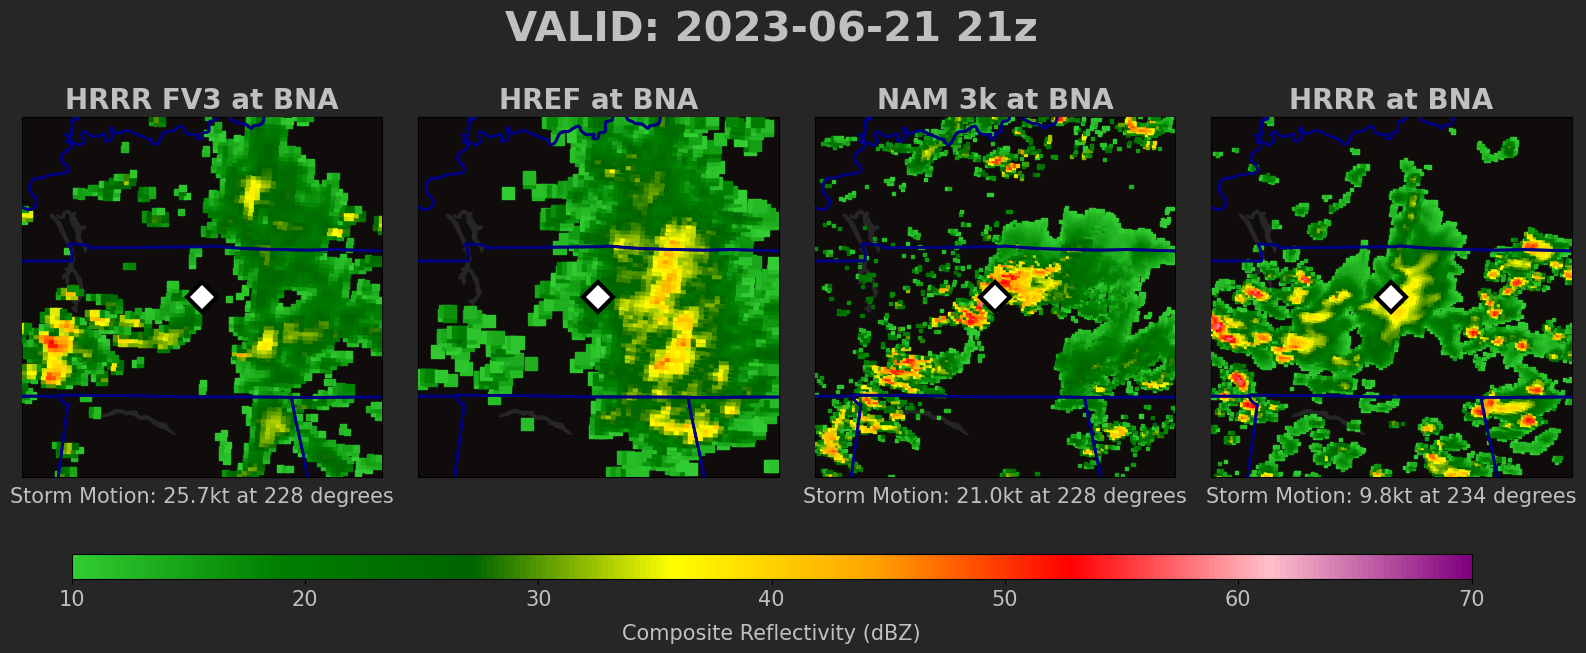 VALID: 2023-06-21 21z
HRRR FV3 at BNA
HREF at BNA
NAM 3k at BNA
HRRR at BNA
Storm Motion: 25.7kt at 228 degrees
Storm Motion: 21.0kt at 228 degrees
Storm Motion: 9.8kt at 234 degrees
10 20 30 40 50 60 70
Composite Reflectivity (dBZ)